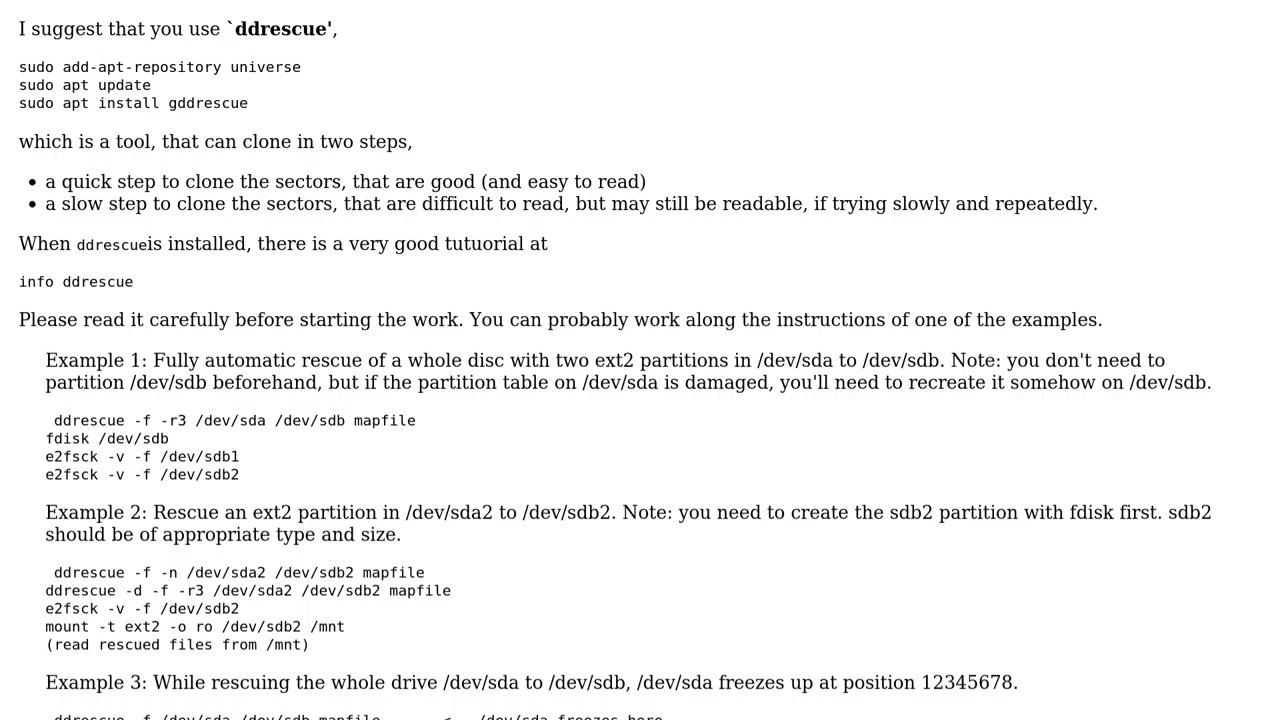 I suggest that you use `ddrescue',
sudo add-apt-repository universe
sudo apt update
sudo apt install gddrescue
which is a tool, that can clone in two steps,
• a quick step to clone the sectors, that are good (and easy to read)
• a slow step to clone the sectors, that are difficult to read, but may still be readable, if trying slowly and repeatedly.
When ddrescueis installed, there is a very good tutuorial at
info ddrescue
Please read it carefully before starting the work. You can probably work along the instructions of one of the examples.
Example 1: Fully automatic rescue of a whole disc with two ext2 partitions in /dev/sda to /dev/sdb. Note: you don't need to
partition /dev/sdb beforehand, but if the partition table on /dev/sda is damaged, you'll need to recreate it somehow on /dev/sdb.
ddrescue -f -r3 /dev/sda /dev/sdb mapfile
fdisk /dev/sdb
e2fsck -v -f /dev/sdb1
e2fsck -v -f /dev/sdb2
Example 2: Rescue an ext2 partition in /dev/sda2 to /dev/sdb2. Note: you need to create the sdb2 partition with fdisk first. sdb2
should be of appropriate type and size.
ddrescue -f -n /dev/sda2 /dev/sdb2 mapfile
ddrescue -d -f -r3 /dev/sda2 /dev/sdb2 mapfile
e2fsck -v -f /dev/sdb2
mount -t ext2 -o ro /dev/sdb2 /mnt
(read rescued files from /mnt)
Example 3: While rescuing the whole drive /dev/sda to /dev/sdb, /dev/sda freezes up at position 12345678.
ddrescue -f /dev/sda /dev/sdb mapfile /dev/sda freezes here